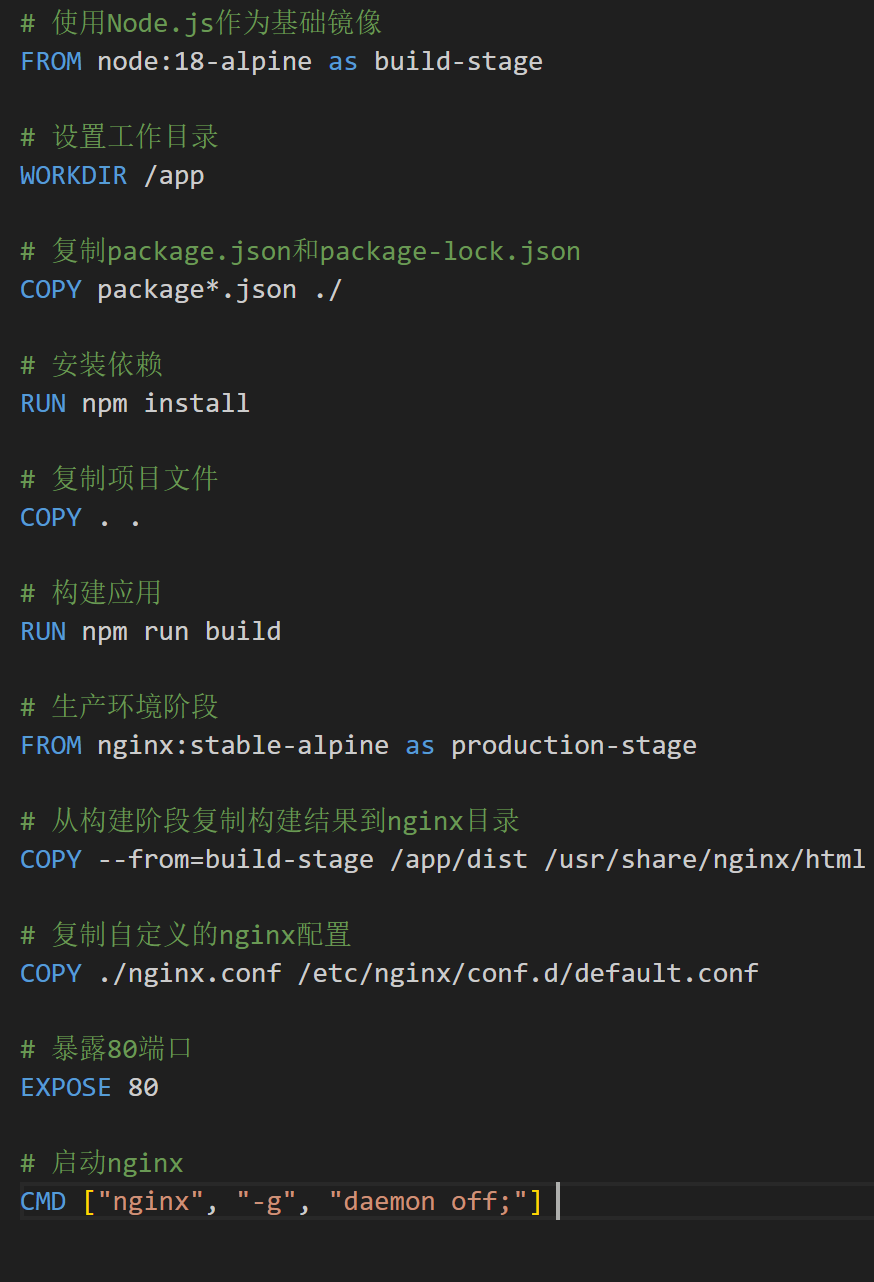 # 使用Node.js作为基础镜像
FROM node:18-alpine as build-stage
# 设置工作目录
WORKDIR /app
# 复制package.json和package-lock.json
COPY package*.json ./
# 安装依赖
RUN npm install
# 复制项目文件
COPY . .
# 构建应用
RUN npm run build
# 生产环境阶段
FROM nginx:stable-alpine as production-stage
# 从构建阶段复制构建结果到nginx目录
COPY --from=build-stage /app/dist /usr/share/nginx/html
# 复制自定义的nginx配置
COPY ./nginx.conf /etc/nginx/conf.d/default.conf
# 暴露80端口
EXPOSE 80
# 启动nginx
CMD ["nginx", "-g", "daemon off;"]